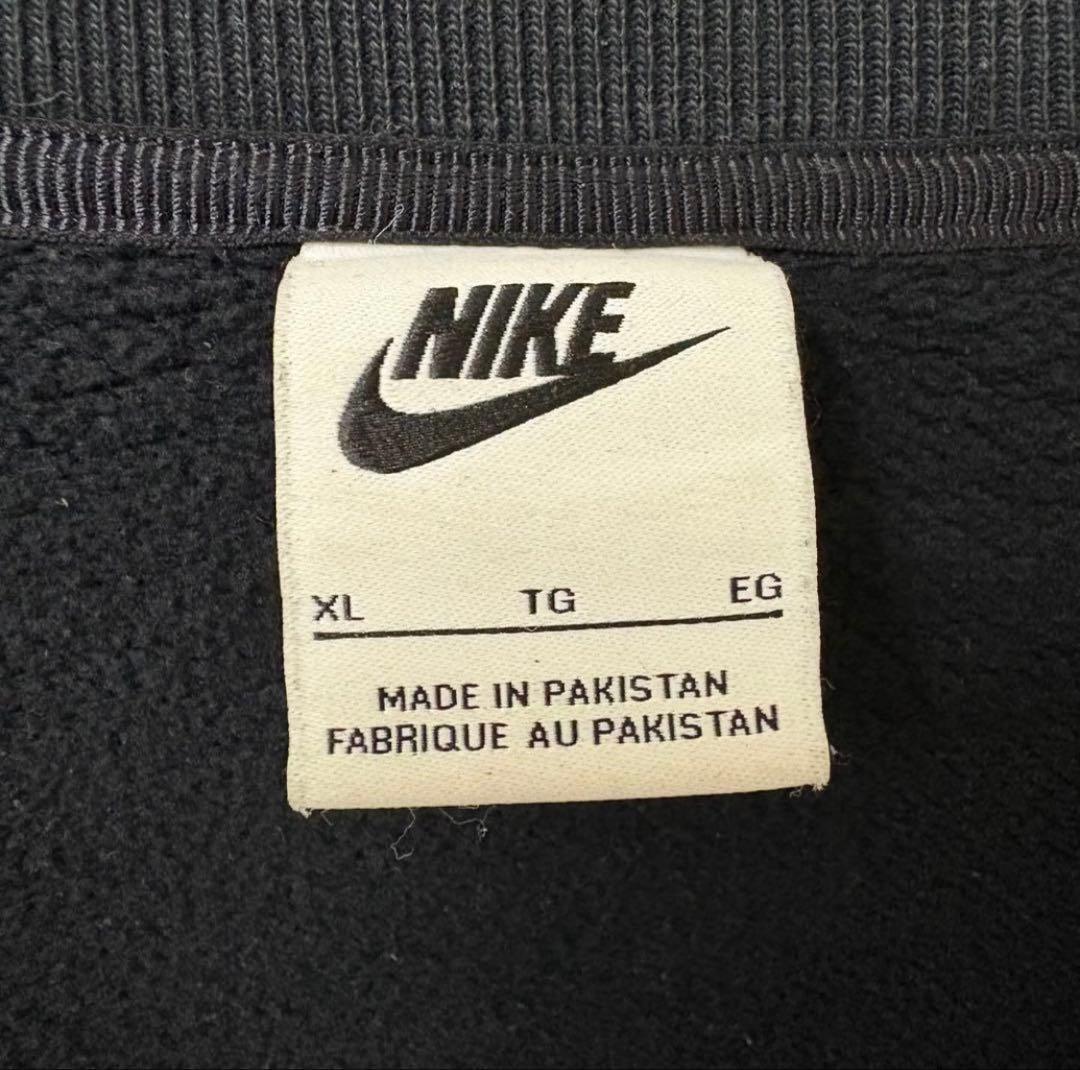 NIKE
XL TG EG
MADE IN PAKISTAN
FABRIQUE AU PAKISTAN